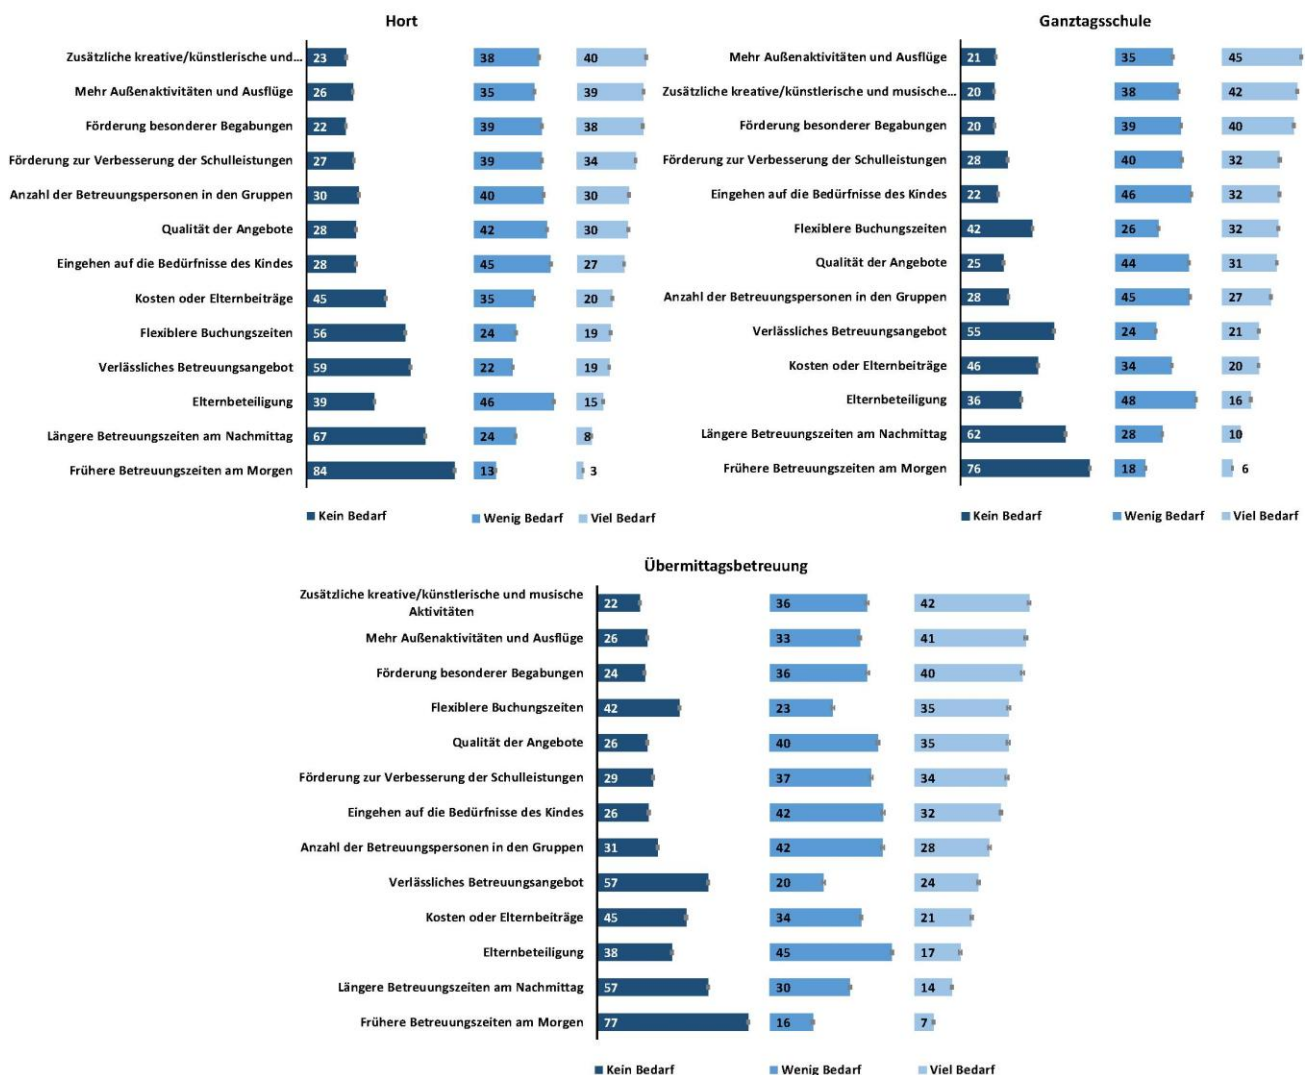 Hort
Zusätzliche kreative/künstlerische und... 23 38 40
Mehr Außenaktivitäten und Ausflüge 26 35 39
Förderung besonderer Begabungen 22 39 38
Förderung zur Verbesserung der Schulleistungen 27 39 34
Anzahl der Betreuungspersonen in den Gruppen 30 40 30
Qualität der Angebote 28 42 30
Eingehen auf die Bedürfnisse des Kindes 28 45 27
Kosten oder Elternbeiträge 45 35 20
Flexiblere Buchungszeiten 56 24 19
Verlässliches Betreuungsangebot 59 22 19
Elternbeteiligung 39 46 15
Längere Betreuungszeiten am Nachmittag 67 24 8
Frühere Betreuungszeiten am Morgen 84 13 3
Kein Bedarf Wenig Bedarf Viel Bedarf
Ganztagsschule
Mehr Außenaktivitäten und Ausflüge 21 35 45
Zusätzliche kreative/künstlerische und musische... 20 38 42
Förderung besonderer Begabungen 20 39 40
Förderung zur Verbesserung der Schulleistungen 28 40 32
Eingehen auf die Bedürfnisse des Kindes 22 46 32
Flexiblere Buchungszeiten 42 26 32
Qualität der Angebote 25 44 31
Anzahl der Betreuungspersonen in den Gruppen 28 45 27
Verlässliches Betreuungsangebot 55 24 21
Kosten oder Elternbeiträge 46 34 20
Elternbeteiligung 36 48 16
Längere Betreuungszeiten am Nachmittag 62 28 10
Frühere Betreuungszeiten am Morgen 76 18 6
Kein Bedarf Wenig Bedarf Viel Bedarf
Übermittagsbetreuung
Zusätzliche kreative/künstlerische und musische
Aktivitäten 22 36 42
Mehr Außenaktivitäten und Ausflüge 26 33 41
Förderung besonderer Begabungen 24 36 40
Flexiblere Buchungszeiten 42 23 35
Qualität der Angebote 26 40 35
Förderung zur Verbesserung der Schulleistungen 29 37 34
Eingehen auf die Bedürfnisse des Kindes 26 42 32
Anzahl der Betreuungspersonen in den Gruppen 31 42 28
Verlässliches Betreuungsangebot 57 20 24
Kosten oder Elternbeiträge 45 34 21
Elternbeteiligung 38 45 17
Längere Betreuungszeiten am Nachmittag 57 30 14
Frühere Betreuungszeiten am Morgen 77 16 7
Kein Bedarf Wenig Bedarf Viel Bedarf